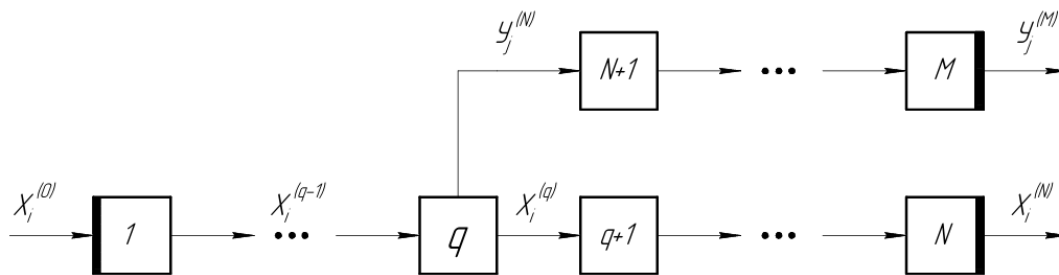 y_j^(N) N+1 ••• M y_j^(M)
X_i^(0) 1 X_i^(q-1) ••• q X_i^(q) q+1 ••• N X_i^(N)